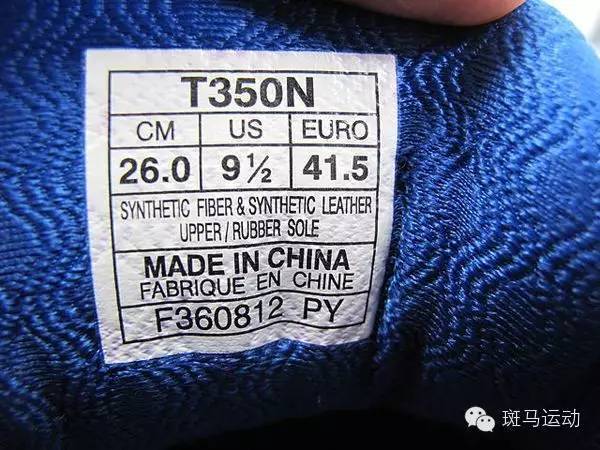 T350N
CM US EURO
26.0 9½ 41.5
SYNTHETIC FIBER & SYNTHETIC LEATHER
UPPER / RUBBER SOLE
MADE IN CHINA
FABRIQUE EN CHINE
F360812 PY
斑马运动